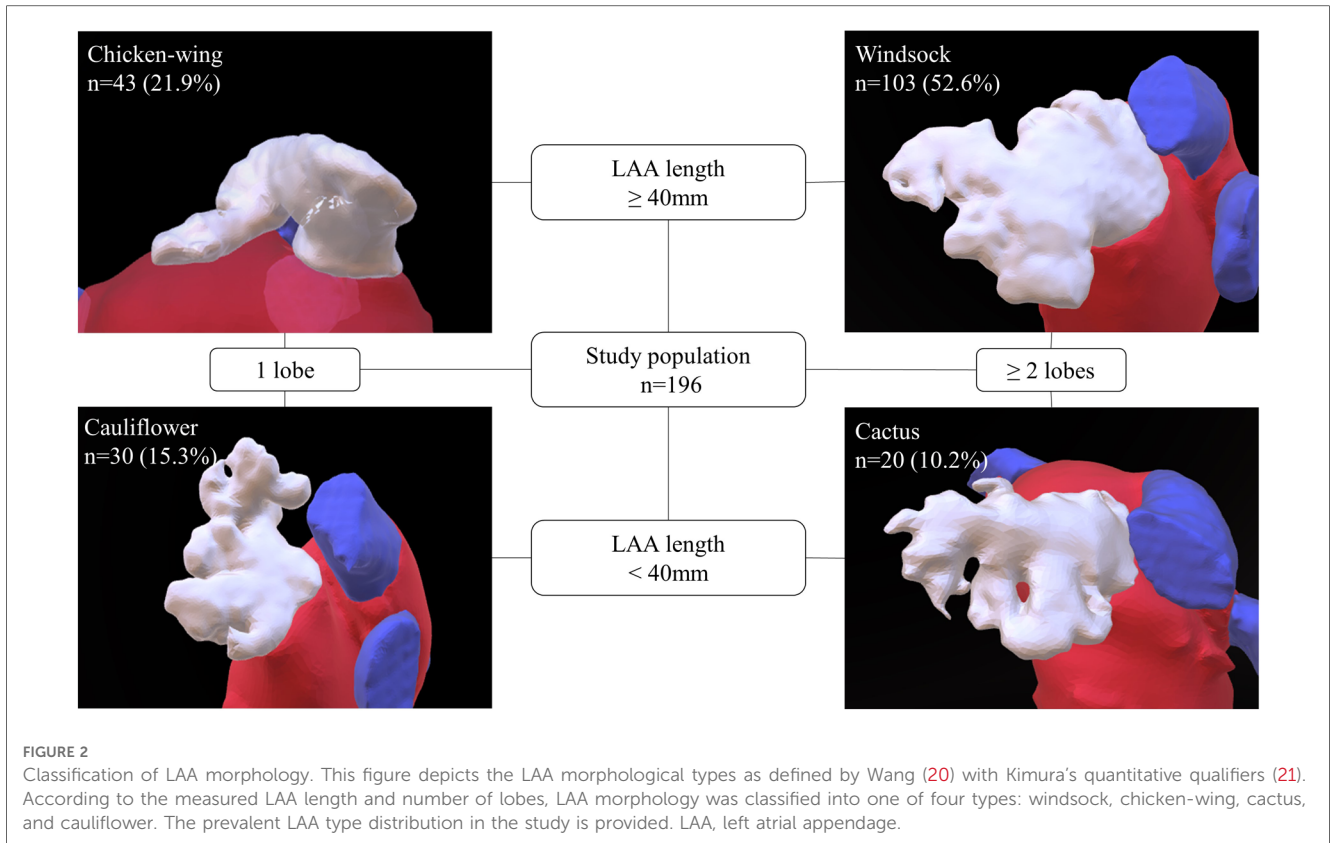 Chicken-wing
n=43 (21.9%)
LAA length
≥ 40mm
Windsock
n=103 (52.6%)
1 lobe
Study population
n=196
≥ 2 lobes
Cauliflower
n=30 (15.3%)
LAA length
< 40mm
Cactus
n=20 (10.2%)
FIGURE 2
Classification of LAA morphology. This figure depicts the LAA morphological types as defined by Wang (20) with Kimura's quantitative qualifiers (21).
According to the measured LAA length and number of lobes, LAA morphology was classified into one of four types: windsock, chicken-wing, cactus,
and cauliflower. The prevalent LAA type distribution in the study is provided. LAA, left atrial appendage.